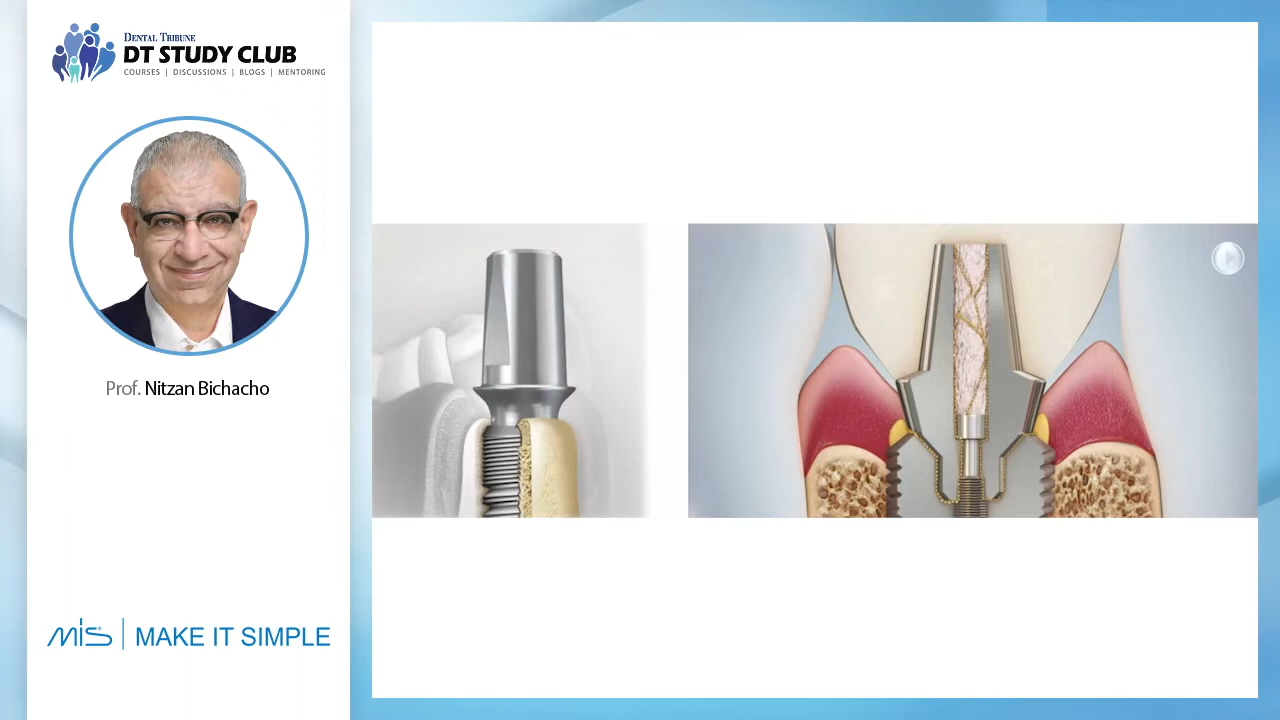 DENTAL TRIBUNE
DT STUDY CLUB
COURSES | DISCUSSIONS | BLOGS | MENTORING
Prof. Nitzan Bichacho
MIS® | MAKE IT SIMPLE